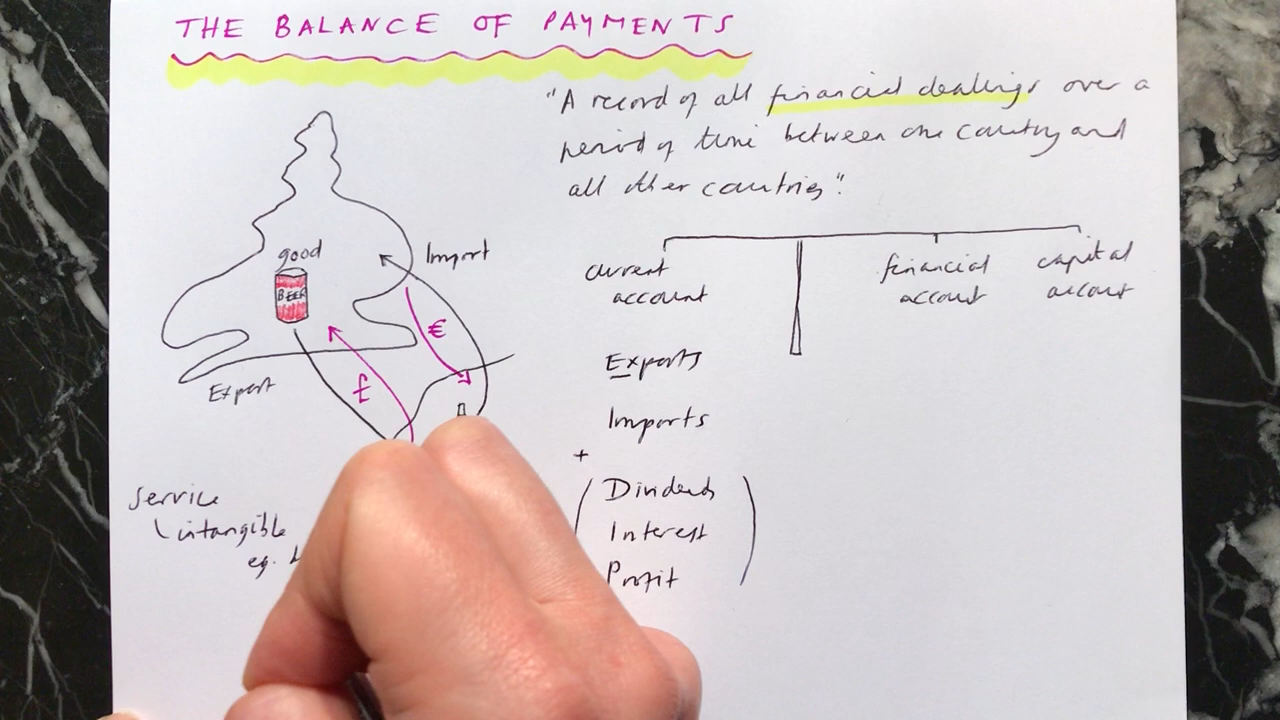 THE BALANCE OF PAYMENTS
"A record of all financial dealings over a
period of time between one country and
all other countries".
good
BEER
Import
€
£
Export
service
intangible
eg.
current
account
financial
account
capital
account
Exports
Imports
+
Dividends
Interest
Profit